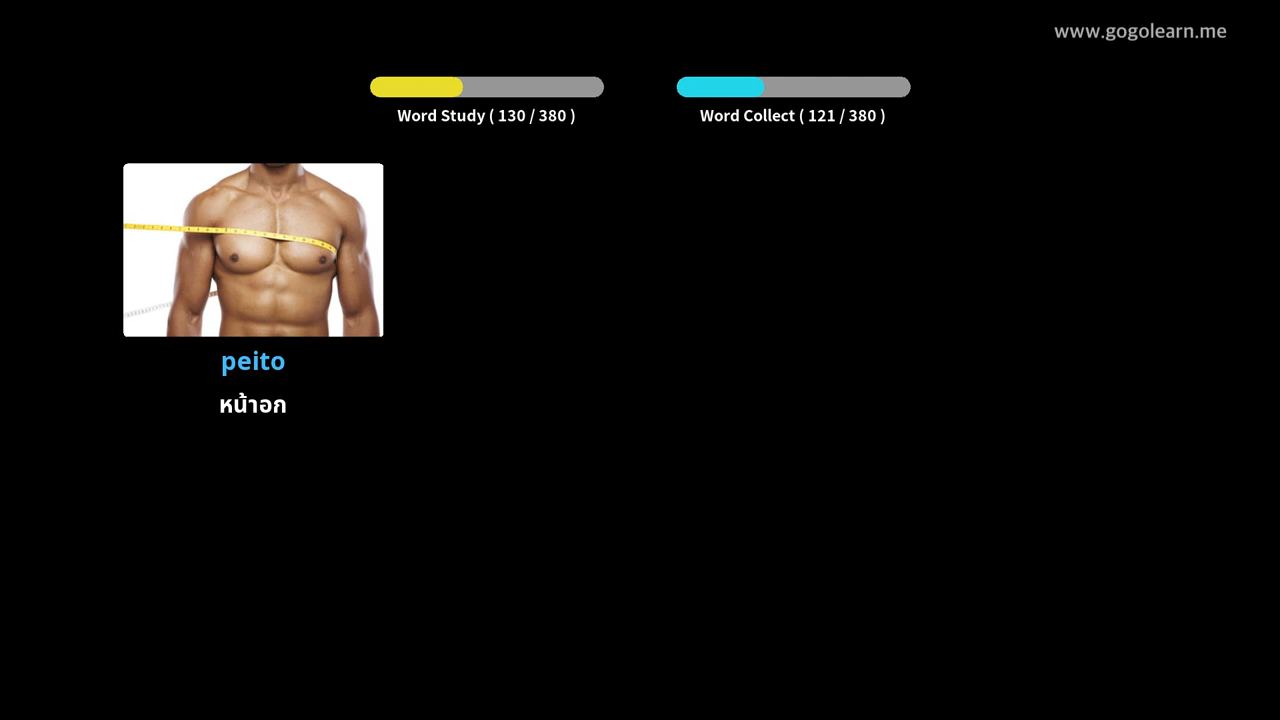 www.gogolearn.me
Word Study ( 130 / 380 )
Word Collect ( 121 / 380 )
peito
หน้าอก